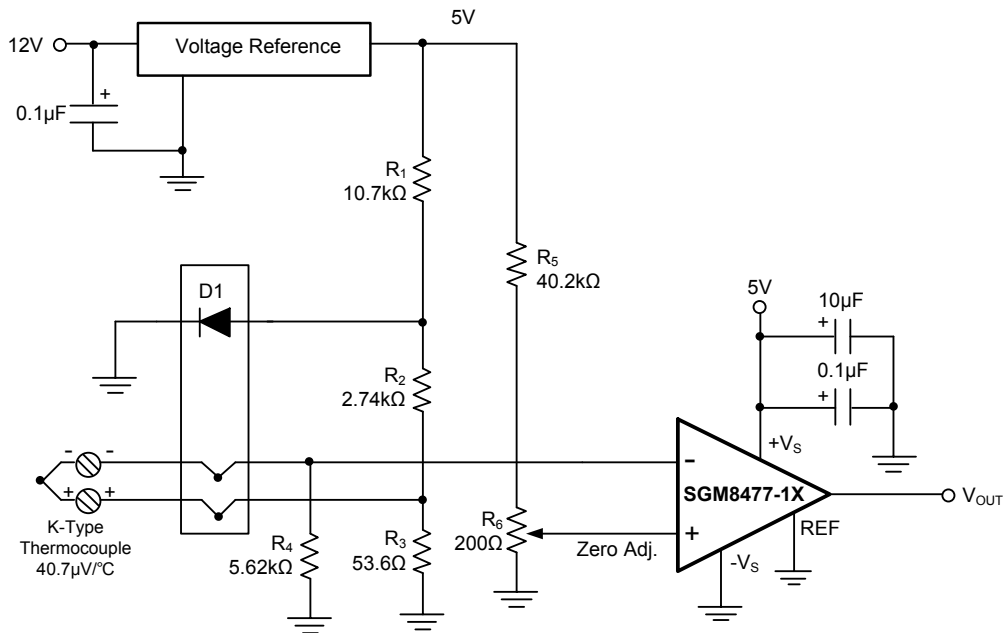 5V
12V
Voltage Reference
+
0.1µF
R₁
10.7kΩ
R₅
40.2kΩ
D1
5V
10µF
+
0.1µF
+
R₂
2.74kΩ
+Vₛ
- -
+ +
K-Type
Thermocouple
40.7µV/℃
−
SGM8477-1X
+
VOUT
REF
-Vₛ
R₄
5.62kΩ
R₃
53.6Ω
R₆
200Ω
Zero Adj.